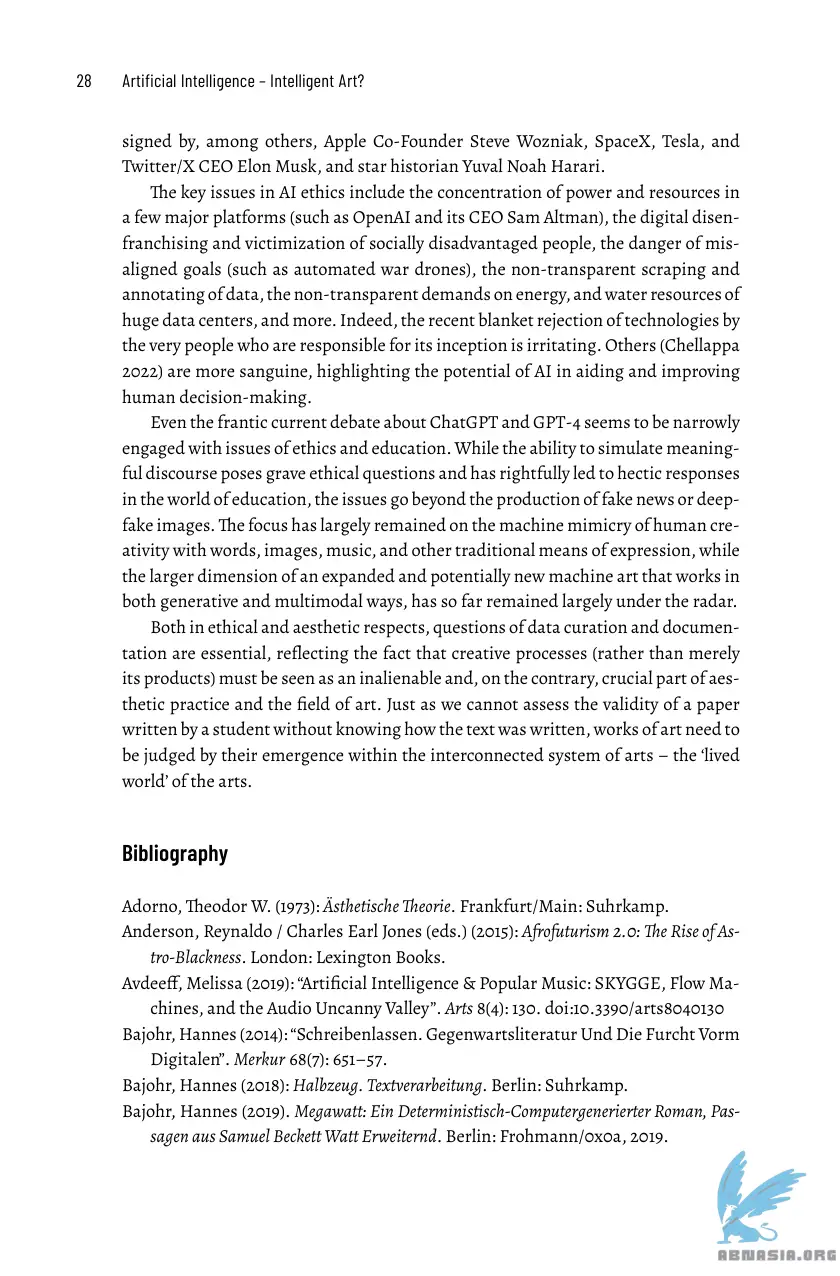 28 Artificial Intelligence – Intelligent Art?
signed by, among others, Apple Co-Founder Steve Wozniak, SpaceX, Tesla, and
Twitter/X CEO Elon Musk, and star historian Yuval Noah Harari.
The key issues in AI ethics include the concentration of power and resources in
a few major platforms (such as OpenAI and its CEO Sam Altman), the digital disen-
franchising and victimization of socially disadvantaged people, the danger of mis-
aligned goals (such as automated war drones), the non-transparent scraping and
annotating of data, the non-transparent demands on energy, and water resources of
huge data centers, and more. Indeed, the recent blanket rejection of technologies by
the very people who are responsible for its inception is irritating. Others (Chellappa
2022) are more sanguine, highlighting the potential of AI in aiding and improving
human decision-making.
Even the frantic current debate about ChatGPT and GPT-4 seems to be narrowly
engaged with issues of ethics and education. While the ability to simulate meaning-
ful discourse poses grave ethical questions and has rightfully led to hectic responses
in the world of education, the issues go beyond the production of fake news or deep-
fake images. The focus has largely remained on the machine mimicry of human cre-
ativity with words, images, music, and other traditional means of expression, while
the larger dimension of an expanded and potentially new machine art that works in
both generative and multimodal ways, has so far remained largely under the radar.
Both in ethical and aesthetic respects, questions of data curation and documen-
tation are essential, reflecting the fact that creative processes (rather than merely
its products) must be seen as an inalienable and, on the contrary, crucial part of aes-
thetic practice and the field of art. Just as we cannot assess the validity of a paper
written by a student without knowing how the text was written, works of art need to
be judged by their emergence within the interconnected system of arts – the ‘lived
world’ of the arts.
Bibliography
Adorno, Theodor W. (1973): Ästhetische Theorie. Frankfurt/Main: Suhrkamp.
Anderson, Reynaldo / Charles Earl Jones (eds.) (2015): Afrofuturism 2.0: The Rise of As-
tro-Blackness. London: Lexington Books.
Avdeeff, Melissa (2019): “Artificial Intelligence & Popular Music: SKYGGE, Flow Ma-
chines, and the Audio Uncanny Valley”. Arts 8(4): 130. doi:10.3390/arts8040130
Bajohr, Hannes (2014): “Schreibenlassen. Gegenwartsliteratur Und Die Furcht Vorm
Digitalen”. Merkur 68(7): 651–57.
Bajohr, Hannes (2018): Halbzeug. Textverarbeitung. Berlin: Suhrkamp.
Bajohr, Hannes (2019). Megawatt: Ein Deterministisch-Computergenerierter Roman, Pas-
sagen aus Samuel Beckett Watt Erweiternd. Berlin: Frohmann/0x0a, 2019.
ABNASIA.ORG